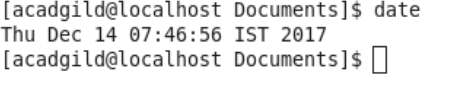 [acadgild@localhost Documents]$ date
Thu Dec 14 07:46:56 IST 2017
[acadgild@localhost Documents]$